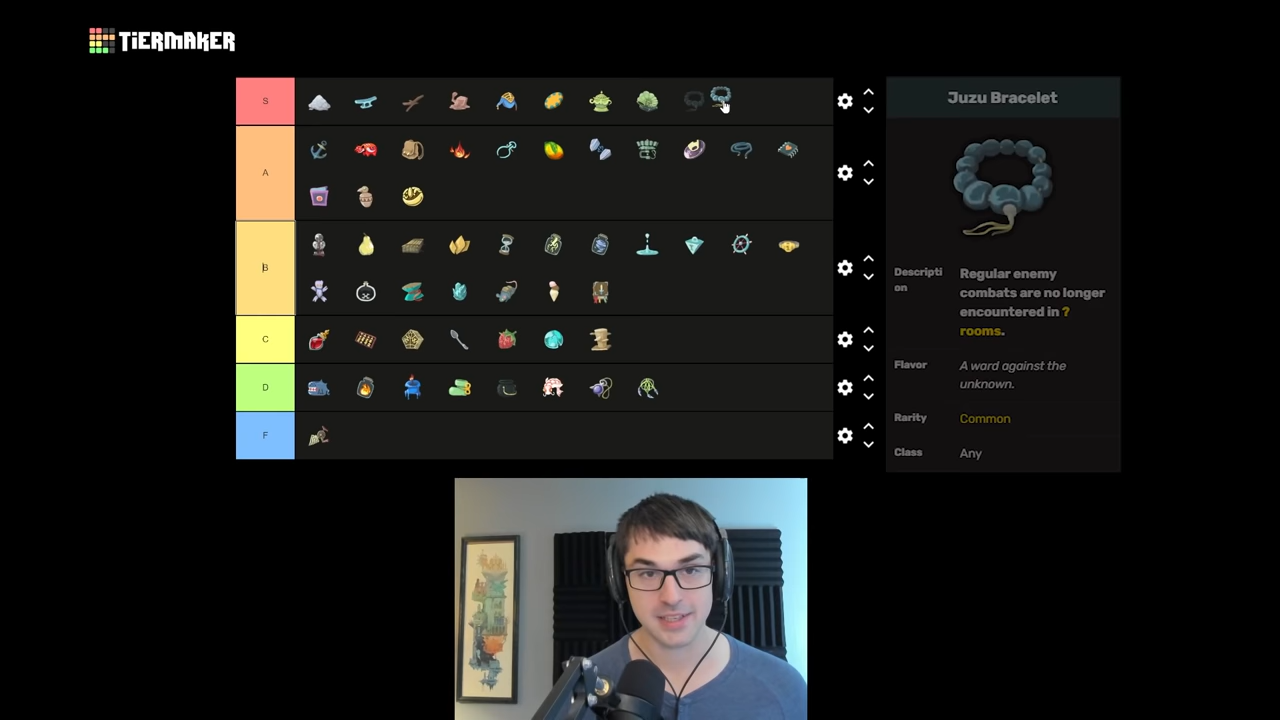 TiERMAKER
S
A
B
C
D
F
Juzu Bracelet
Descripti
on
Regular enemy
combats are no longer
encountered in ?
rooms.
Flavor
A ward against the
unknown.
Rarity
Common
Class
Any